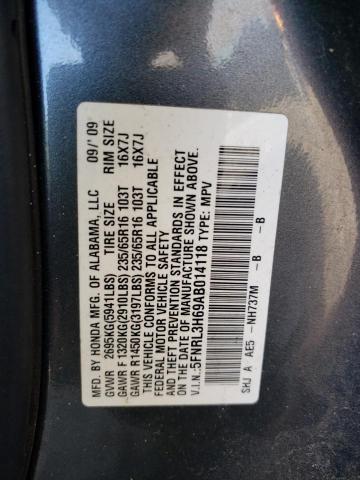 MFD. BY HONDA MFG. OF ALABAMA, LLC 09/'09
GVWR 2695KG(5941LBS) TIRE SIZE RIM SIZE
GAWR F 1320KG(2910LBS) 235/65R16 103T 16X7J
GAWR R 1450KG(3197LBS) 235/65R16 103T 16X7J
THIS VEHICLE CONFORMS TO ALL APPLICABLE
FEDERAL MOTOR VEHICLE SAFETY
AND THEFT PREVENTION STANDARDS IN EFFECT
ON THE DATE OF MANUFACTURE SHOWN ABOVE.
V.I.N.:5FNRL3H69AB014118 TYPE: MPV
SHJ A AE5 -NH737M -B -B